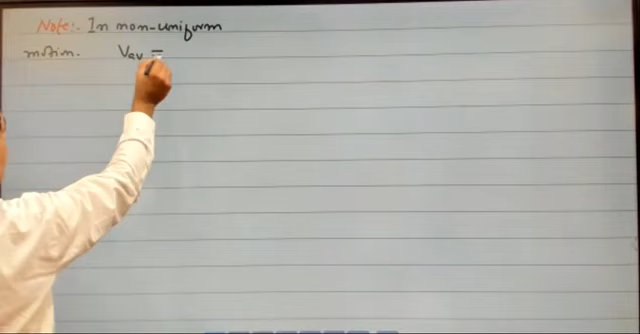 Note:- In non-uniform
motion. Vav =